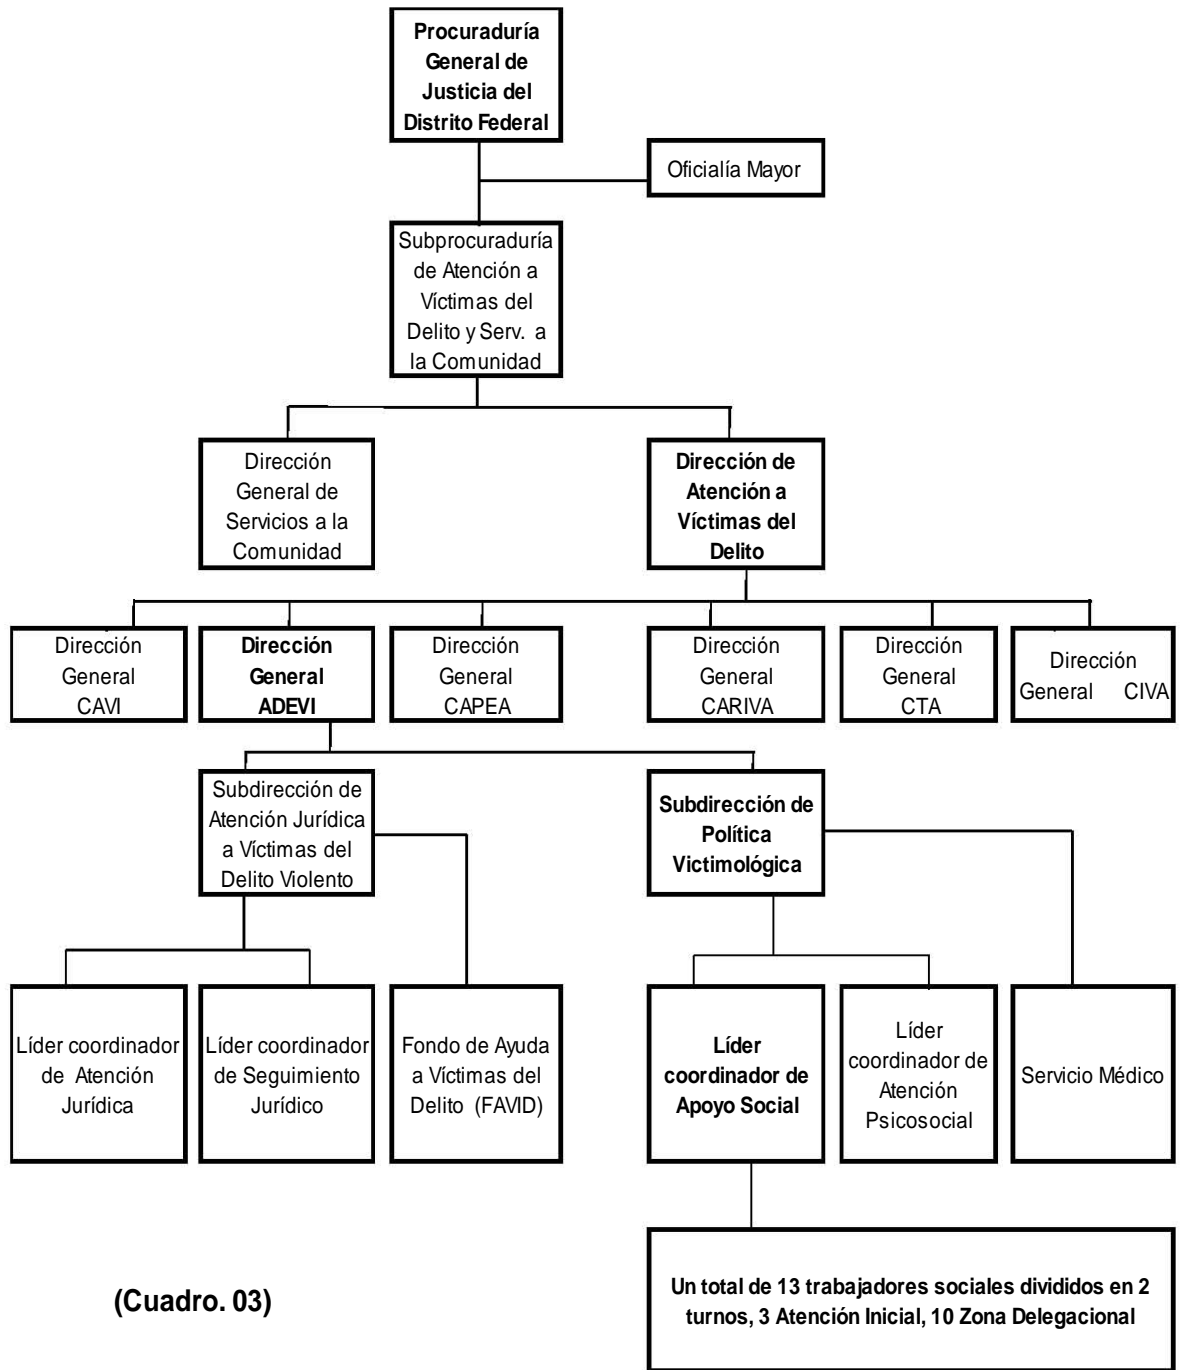 Procuraduría
General de
Justicia del
Distrito Federal
Oficialía Mayor
Subprocuraduría
de Atención a
Víctimas del
Delito y Serv. a
la Comunidad
Dirección
General de
Servicios a la
Comunidad
Dirección de
Atención a
Víctimas del
Delito
Dirección
General
CAVI
Dirección
General
ADEVI
Dirección
General
CAPEA
Dirección
General
CARIVA
Dirección
General
CTA
Dirección
General CIVA
Subdirección de
Atención Jurídica
a Víctimas del
Delito Violento
Subdirección de
Política
Victimológica
Líder coordinador
de Atención
Jurídica
Líder coordinador
de Seguimiento
Jurídico
Fondo de Ayuda
a Víctimas del
Delito (FAVID)
Líder
coordinador de
Apoyo Social
Líder
coordinador de
Atención
Psicosocial
Servicio Médico
Un total de 13 trabajadores sociales divididos en 2
turnos, 3 Atención Inicial, 10 Zona Delegacional
(Cuadro. 03)